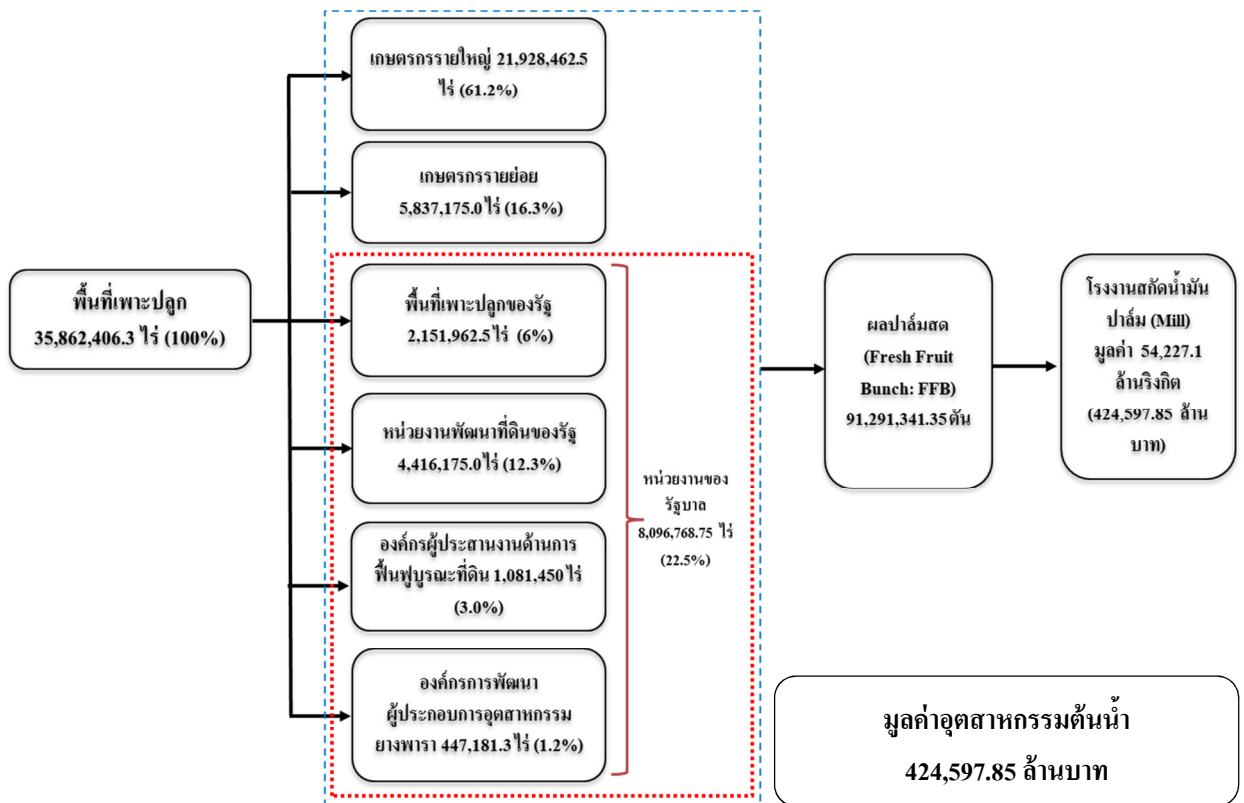 เกษตรกรรายใหญ่ 21,928,462.5
ไร่ (61.2%)
เกษตรกรรายย่อย
5,837,175.0 ไร่ (16.3%)
พื้นที่เพาะปลูก
35,862,406.3 ไร่ (100%)
พื้นที่เพาะปลูกของรัฐ
2,151,962.5 ไร่ (6%)
หน่วยงานพัฒนาที่ดินของรัฐ
4,416,175.0 ไร่ (12.3%)
องค์กรผู้ประสานงานด้านการ
ฟื้นฟูบูรณะที่ดิน 1,081,450 ไร่
(3.0%)
องค์กรการพัฒนา
ผู้ประกอบการอุตสาหกรรม
ยางพารา 447,181.3 ไร่ (1.2%)
หน่วยงานของ
รัฐบาล
8,096,768.75 ไร่
(22.5%)
ผลปาล์มสด
(Fresh Fruit
Bunch: FFB)
91,291,341.35 ตัน
โรงงานสกัดน้ำมัน
ปาล์ม (Mill)
มูลค่า 54,227.1
ล้านริงกิต
(424,597.85 ล้าน
บาท)
มูลค่าอุตสาหกรรมต้นน้ำ
424,597.85 ล้านบาท